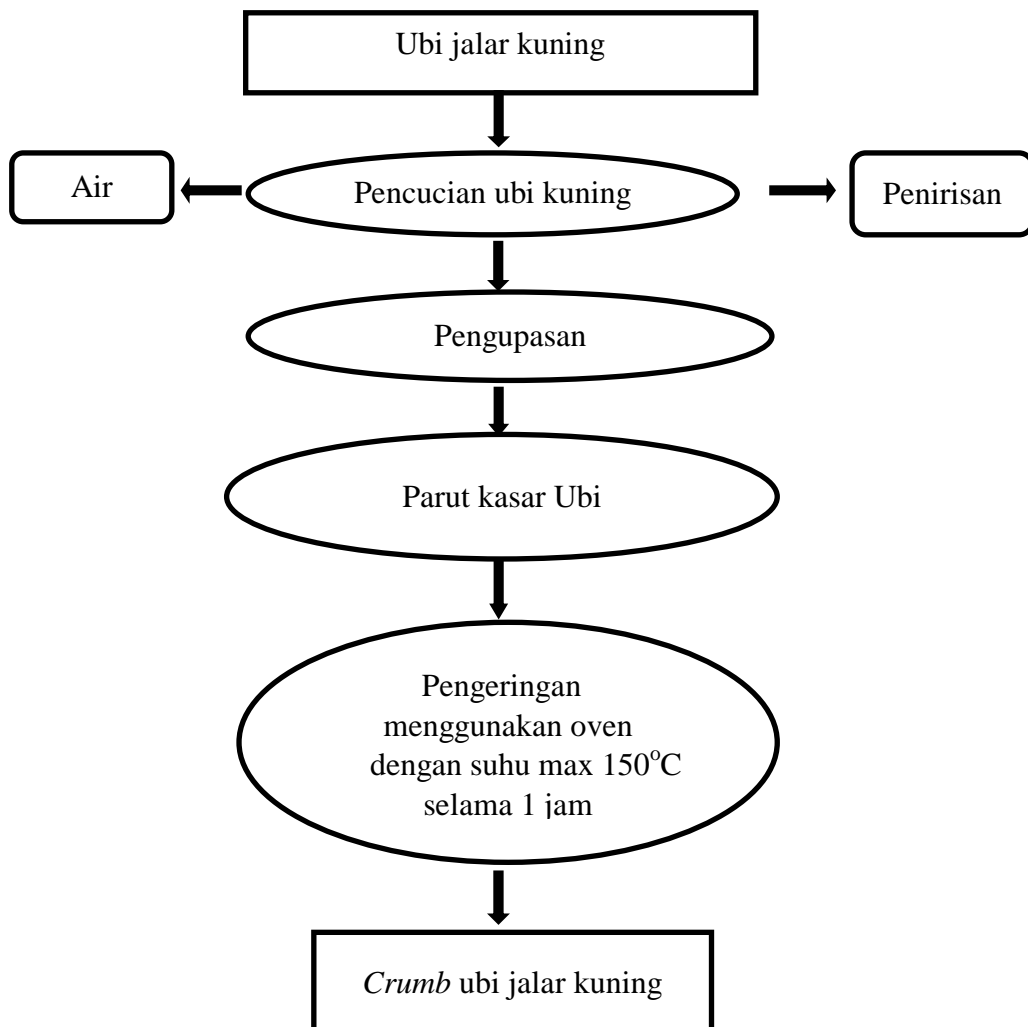 Ubi jalar kuning
Air
Pencucian ubi kuning
Penirisan
Pengupasan
Parut kasar Ubi
Pengeringan
menggunakan oven
dengan suhu max 150°C
selama 1 jam
Crumb ubi jalar kuning